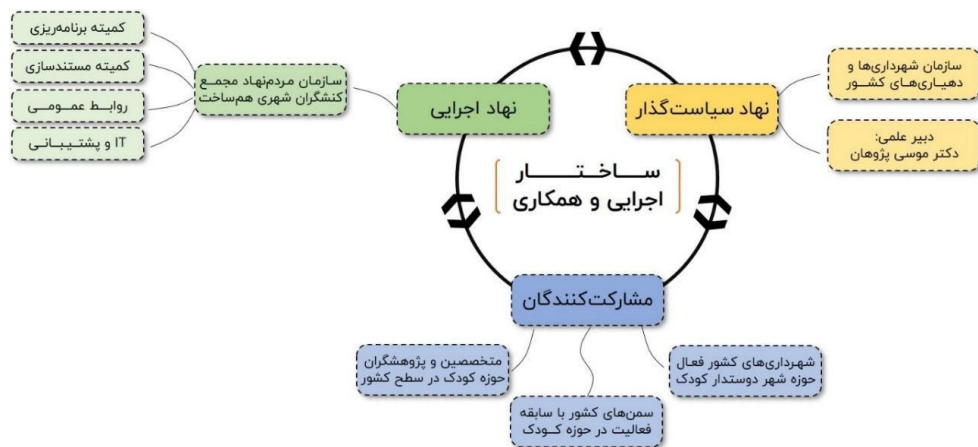 ساختار
اجرایی و همکاری
نهاد سیاست‌گذار
سازمان شهرداری‌ها و
دهیاری‌های کشور
دبیر علمی:
دکتر موسی پژوهان
نهاد اجرایی
سازمان مردم‌نهاد مجمع
کنشگران شهری هم‌ساخت
کمیته برنامه‌ریزی
کمیته مستندسازی
روابط عمومی
IT و پشتیبانی
مشارکت‌کنندگان
شهرداری‌های کشور فعال
حوزه شهر دوستدار کودک
سمن‌های کشور با سابقه
فعالیت در حوزه کودک
متخصصین و پژوهشگران
حوزه کودک در سطح کشور